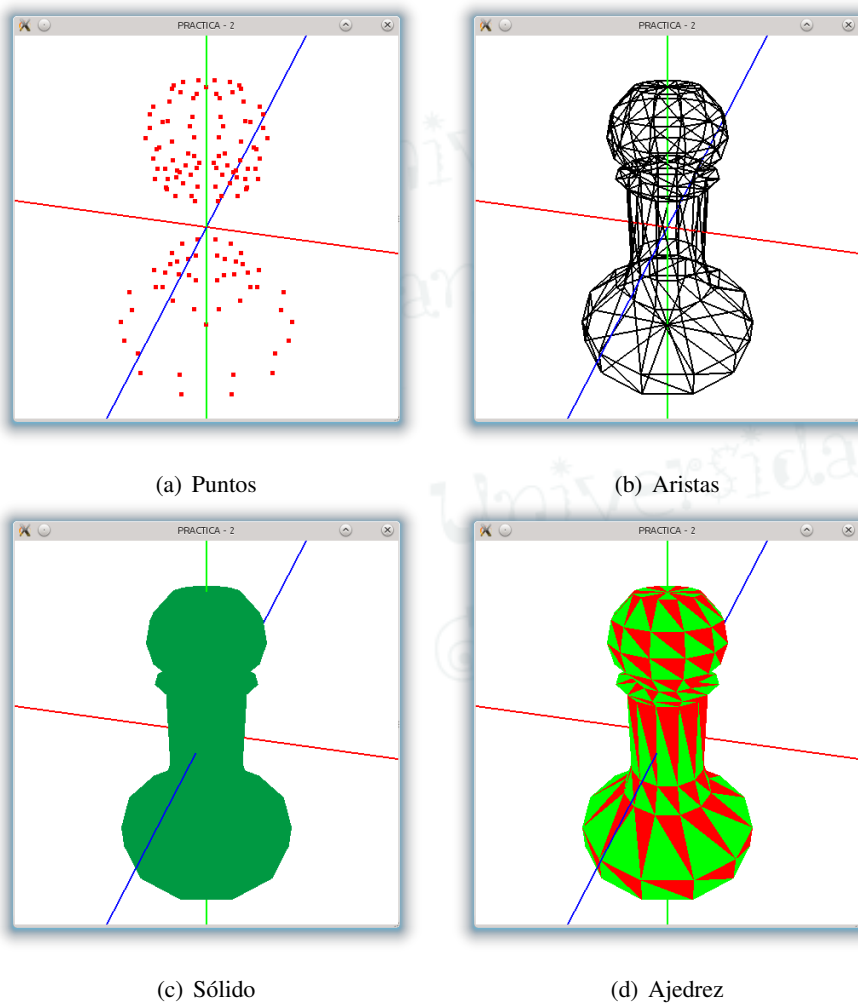 PRACTICA - 2
PRACTICA - 2
(a) Puntos
(b) Aristas
PRACTICA - 2
PRACTICA - 2
(c) Sólido
(d) Ajedrez